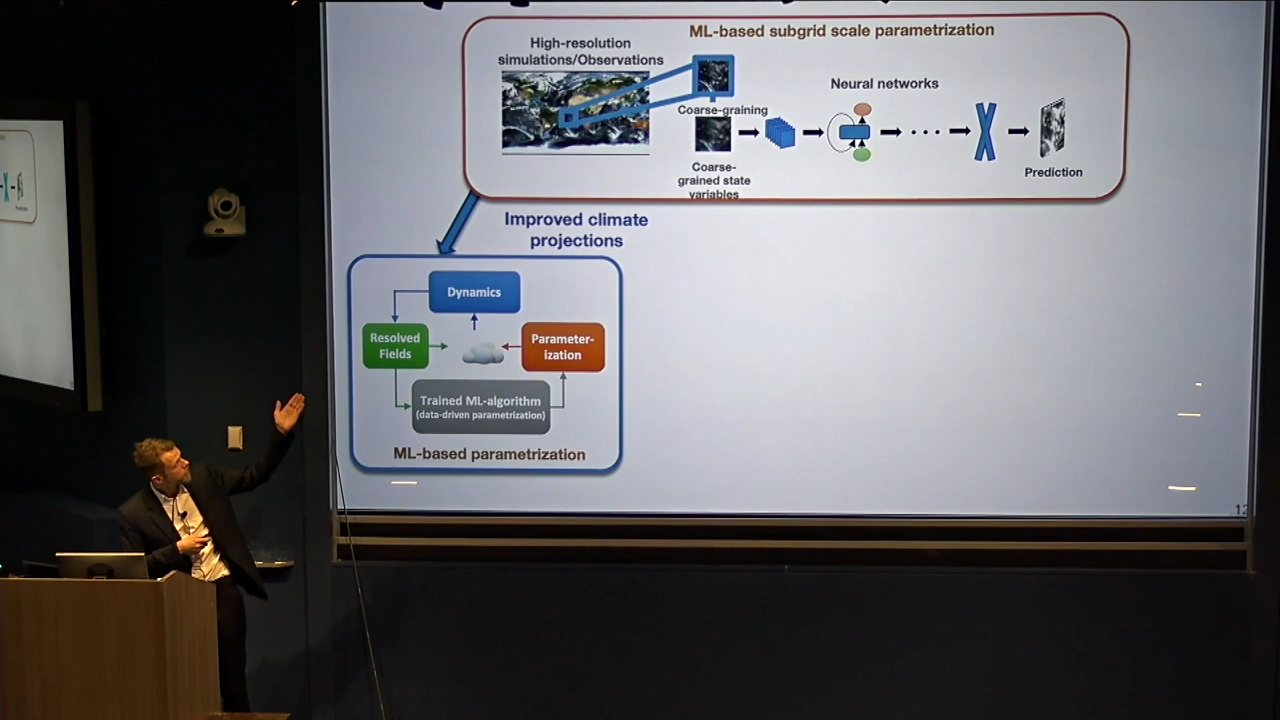 ML-based subgrid scale parametrization
High-resolution
simulations/Observations
Neural networks
Coarse-graining
Coarse-
grained state
variables
Prediction
Improved climate
projections
Dynamics
Resolved
Fields
Parameter-
ization
Trained ML-algorithm
(data-driven parametrization)
ML-based parametrization